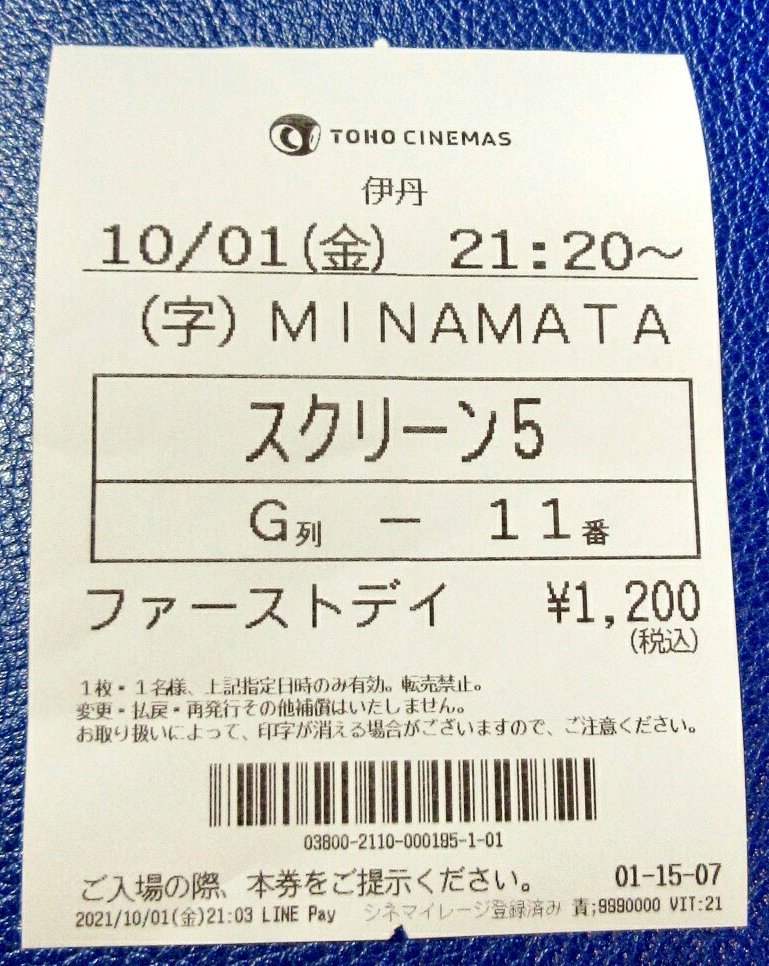 TOHO CINEMAS
伊丹
10/01(金) 21:20~
(字)MINAMATA
スクリーン5
G列 ー 11番
ファーストデイ ¥1,200
(税込)
1枚・1名様、上記指定日時のみ有効。転売禁止。
変更・払戻・再発行その他補償はいたしません。
お取り扱いによって、印字が消える場合がございますので、ご注意ください。
03800-2110-000195-1-01
ご入場の際、本券をご提示ください。 01-15-07
2021/10/01(金)21:03 LINE Pay シネマイレージ登録済み 青;9890000 VIT:21